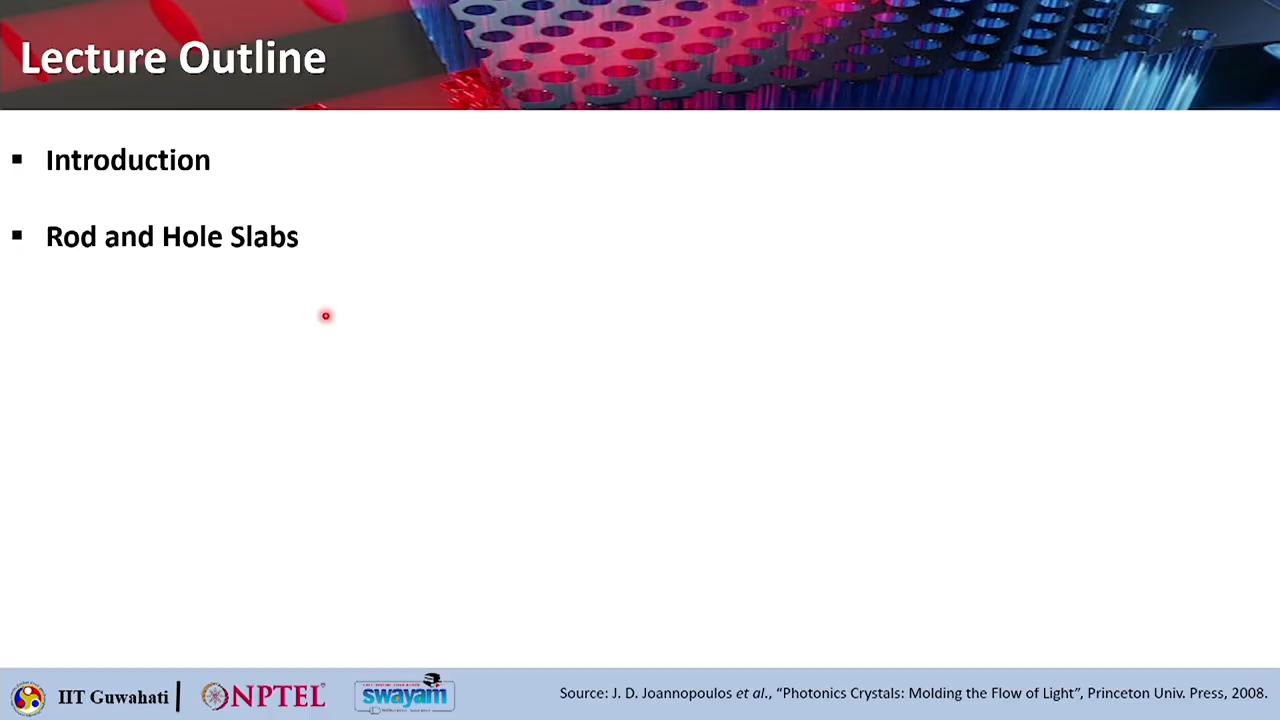 Lecture Outline
▪ Introduction
▪ Rod and Hole Slabs
IIT Guwahati
NPTEL
swayam
Source: J. D. Joannopoulos et al., “Photonics Crystals: Molding the Flow of Light”, Princeton Univ. Press, 2008.